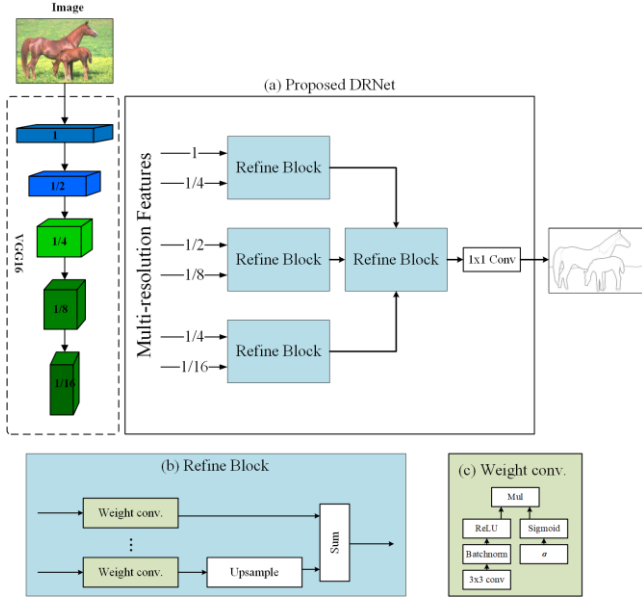 Image
(a) Proposed DRNet
VGG16
1
1/2
1/4
1/8
1/16
Multi-resolution Features
1
1/4
Refine Block
1/2
1/8
Refine Block
Refine Block
1x1 Conv
1/4
1/16
Refine Block
(b) Refine Block
Weight conv.
⋮
Weight conv.
Upsample
Sum
(c) Weight conv.
Mul
ReLU
Sigmoid
Batchnorm
σ
3x3 conv